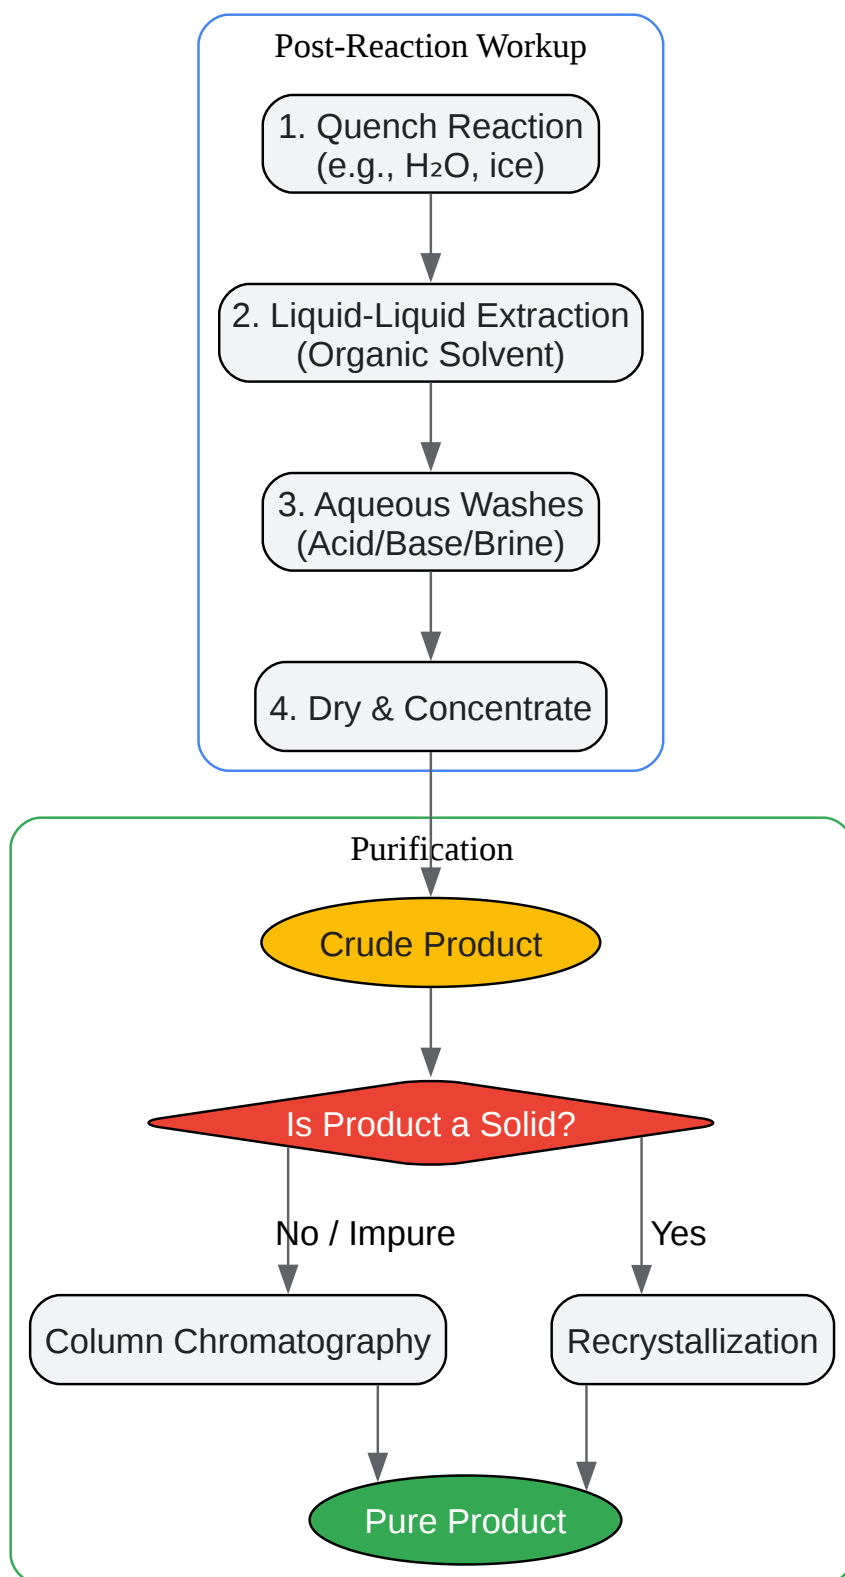 Post-Reaction Workup
1. Quench Reaction
(e.g., H₂O, ice)
2. Liquid-Liquid Extraction
(Organic Solvent)
3. Aqueous Washes
(Acid/Base/Brine)
4. Dry & Concentrate
Purification
Crude Product
Is Product a Solid?
No / Impure
Yes
Column Chromatography
Recrystallization
Pure Product